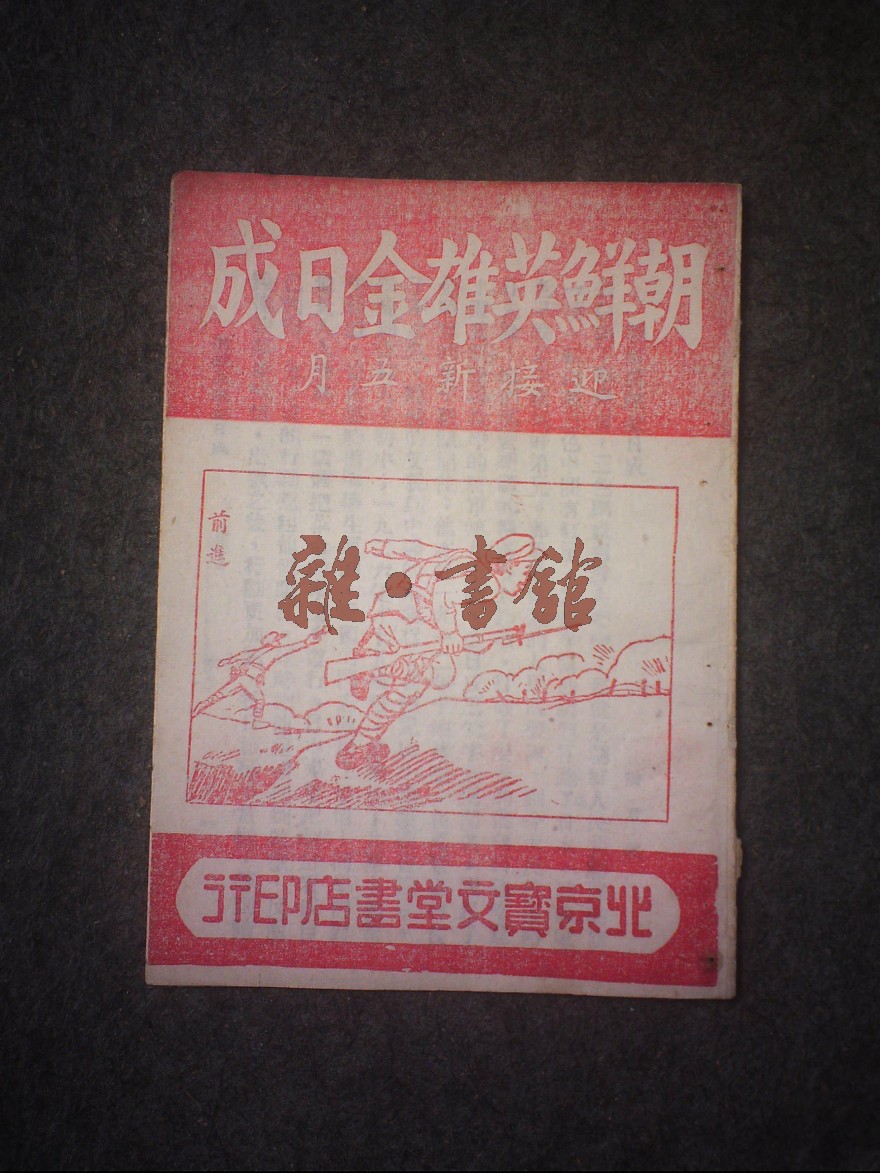 朝鮮英雄金日成
迎接新五月
前進
雜·書館
北京寶文堂書店印行